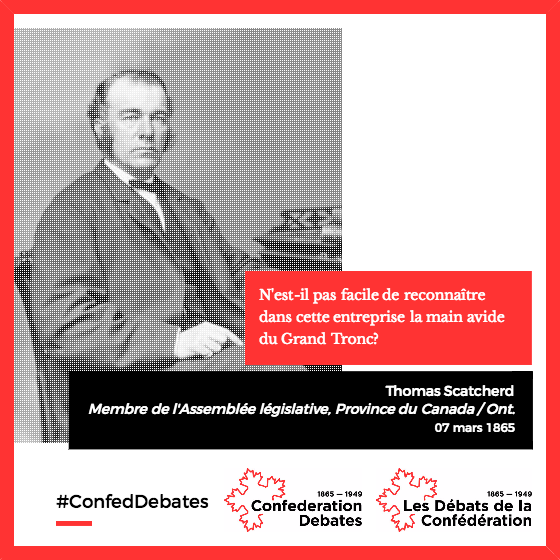 N'est-il pas facile de reconnaître
dans cette entreprise la main avide
du Grand Tronc?
Thomas Scatcherd
Membre de l'Assemblée législative, Province du Canada / Ont.
07 mars 1865
#ConfedDebates
1865 — 1949
Confederation
Debates
1865 — 1949
Les Débats de la
Confédération